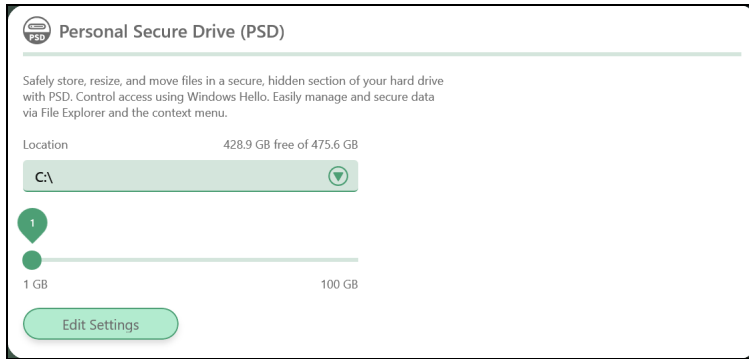 PSD
Personal Secure Drive (PSD)
Safely store, resize, and move files in a secure, hidden section of your hard drive
with PSD. Control access using Windows Hello. Easily manage and secure data
via File Explorer and the context menu.
Location 428.9 GB free of 475.6 GB
C:\
1
1 GB 100 GB
Edit Settings